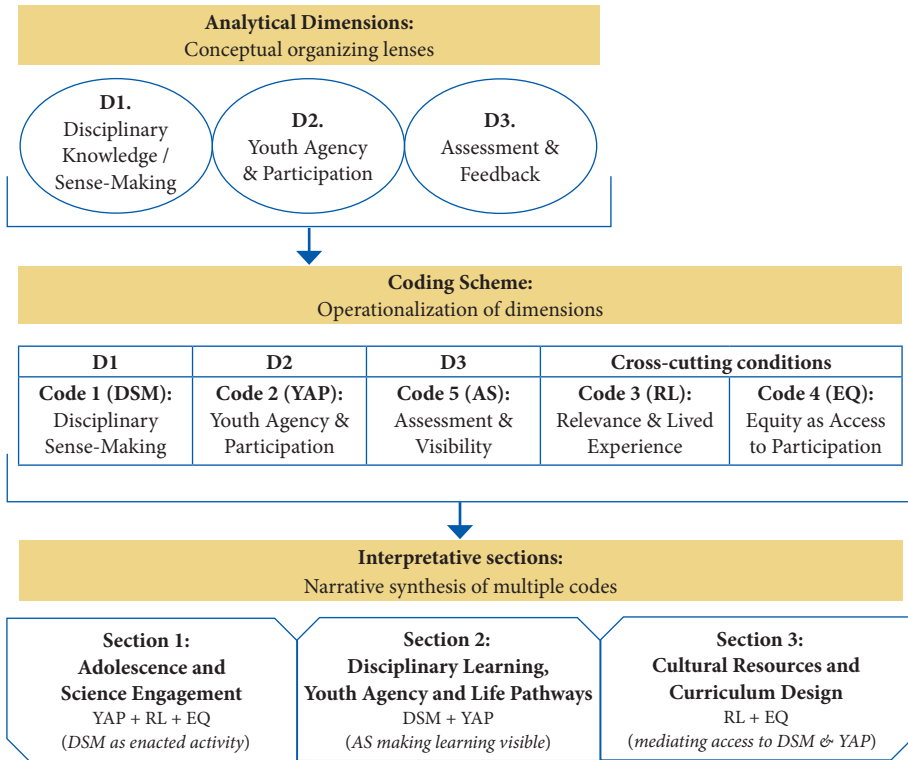 Analytical Dimensions:
Conceptual organizing lenses
D1.
Disciplinary
Knowledge /
Sense-Making
D2.
Youth Agency
& Participation
D3.
Assessment &
Feedback
Coding Scheme:
Operationalization of dimensions
D1
D2
D3
Cross-cutting conditions
Code 1 (DSM):
Disciplinary
Sense-Making
Code 2 (YAP):
Youth Agency &
Participation
Code 5 (AS):
Assessment &
Visibility
Code 3 (RL):
Relevance & Lived
Experience
Code 4 (EQ):
Equity as Access
to Participation
Interpretative sections:
Narrative synthesis of multiple codes
Section 1:
Adolescence and
Science Engagement
YAP + RL + EQ
(DSM as enacted activity)
Section 2:
Disciplinary Learning,
Youth Agency and Life Pathways
DSM + YAP
(AS making learning visible)
Section 3:
Cultural Resources and
Curriculum Design
RL + EQ
(mediating access to DSM & YAP)